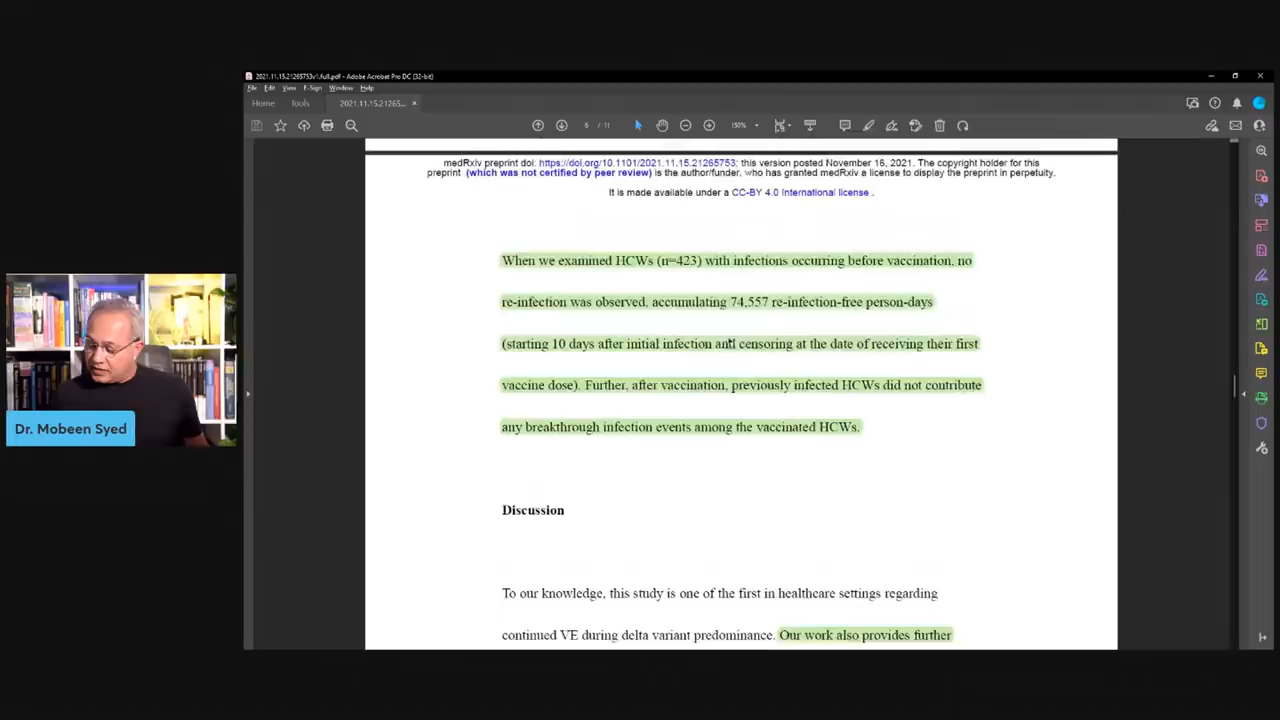 2021.11.15.21265753v1.full.pdf - Adobe Acrobat Pro DC (32-bit)
File Edit View E-Sign Window Help
Home Tools 2021.11.15.21265... ×
6 / 11 150%
medRxiv preprint doi: https://doi.org/10.1101/2021.11.15.21265753; this version posted November 16, 2021. The copyright holder for this
preprint (which was not certified by peer review) is the author/funder, who has granted medRxiv a license to display the preprint in perpetuity.
It is made available under a CC-BY 4.0 International license .
When we examined HCWs (n=423) with infections occurring before vaccination, no
re-infection was observed, accumulating 74,557 re-infection-free person-days
(starting 10 days after initial infection and censoring at the date of receiving their first
vaccine dose). Further, after vaccination, previously infected HCWs did not contribute
any breakthrough infection events among the vaccinated HCWs.
Discussion
To our knowledge, this study is one of the first in healthcare settings regarding
continued VE during delta variant predominance. Our work also provides further
Dr. Mobeen Syed